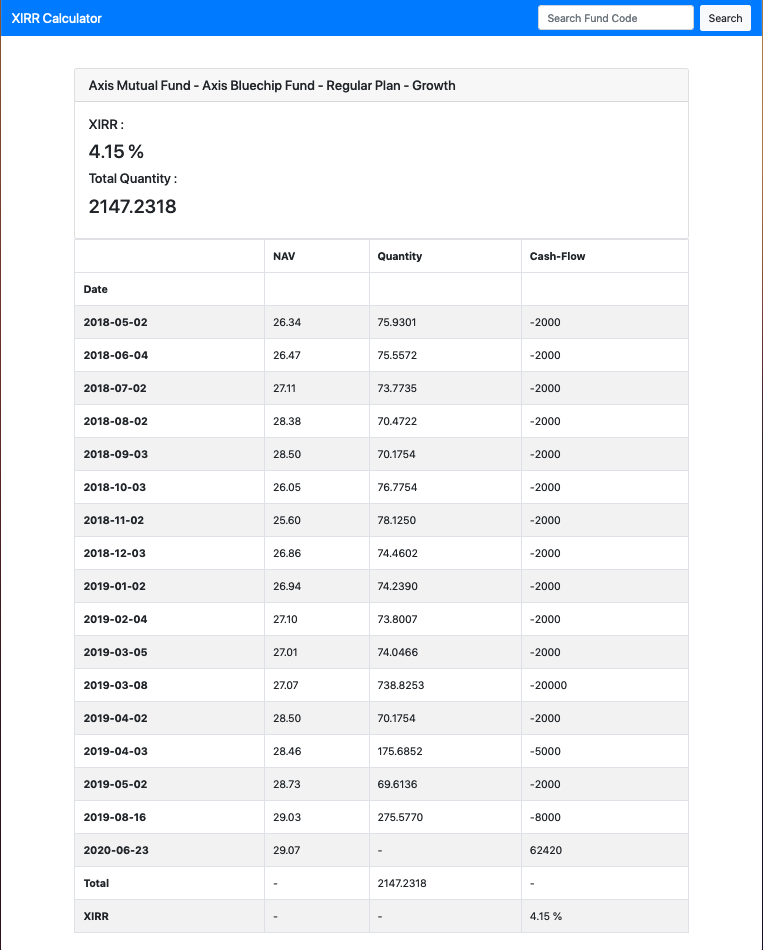 XIRR Calculator Search Fund Code Search
Axis Mutual Fund - Axis Bluechip Fund - Regular Plan - Growth
XIRR :
4.15 %
Total Quantity :
2147.2318
NAV Quantity Cash-Flow
Date
2018-05-02 26.34 75.9301 -2000
2018-06-04 26.47 75.5572 -2000
2018-07-02 27.11 73.7735 -2000
2018-08-02 28.38 70.4722 -2000
2018-09-03 28.50 70.1754 -2000
2018-10-03 26.05 76.7754 -2000
2018-11-02 25.60 78.1250 -2000
2018-12-03 26.86 74.4602 -2000
2019-01-02 26.94 74.2390 -2000
2019-02-04 27.10 73.8007 -2000
2019-03-05 27.01 74.0466 -2000
2019-03-08 27.07 738.8253 -20000
2019-04-02 28.50 70.1754 -2000
2019-04-03 28.46 175.6852 -5000
2019-05-02 28.73 69.6136 -2000
2019-08-16 29.03 275.5770 -8000
2020-06-23 29.07 - 62420
Total - 2147.2318 -
XIRR - - 4.15 %